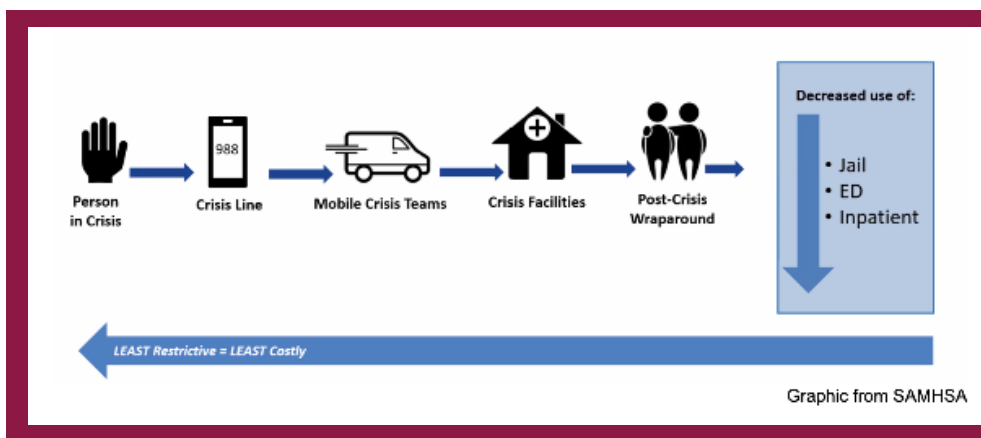 Decreased use of:
988
Person
in Crisis
Crisis Line
Mobile Crisis Teams
Crisis Facilities
Post-Crisis
Wraparound
• Jail
• ED
• Inpatient
LEAST Restrictive = LEAST Costly
Graphic from SAMHSA